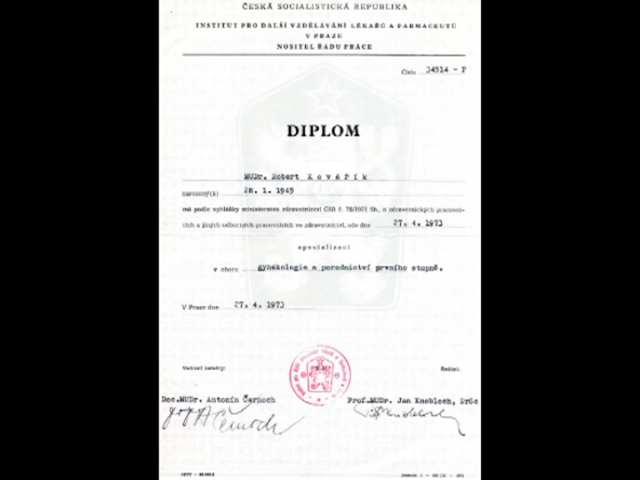 ČESKÁ SOCIALISTICKÁ REPUBLIKA
INSTITUT PRO DALŠÍ VZDĚLÁVÁNÍ LÉKAŘŮ A FARMACEUTŮ
V PRAZE
NOSITEL ŘÁDU PRÁCE
Číslo 34514 - P
DIPLOM
MUDr. Robert Kovářík
narozený(á) 28. 1. 1945
má podle vyhlášky ministerstva zdravotnictví ČSR č. 78/1971 Sb., o zdravotnických pracovní-
cích a jiných odborných pracovnících ve zdravotnictví, ode dne 27. 4. 1973
specializaci
v oboru gynekologie a porodnictví prvního stupně.
V Praze dne 27. 4. 1973
Vedoucí katedry: Ředitel:
Doc.MUDr. Antonín Černoch Prof.MUDr. Jan Knobloch, DrSc